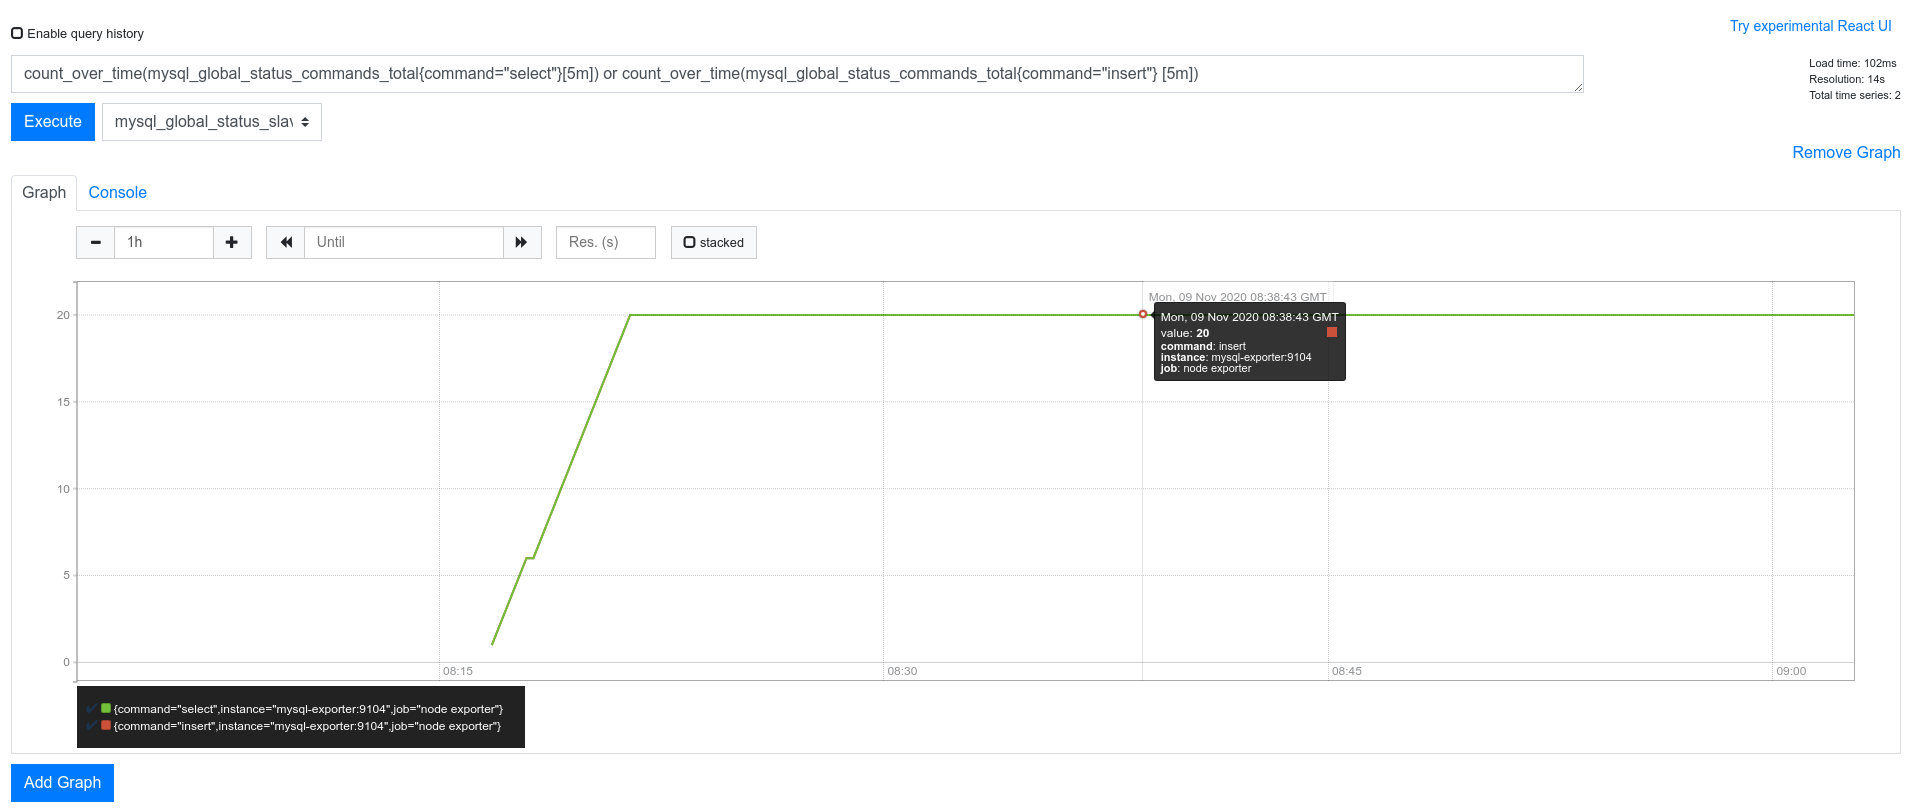 Enable query history
Try experimental React UI
count_over_time(mysql_global_status_commands_total{command="select"}[5m]) or count_over_time(mysql_global_status_commands_total{command="insert"} [5m])
Load time: 102ms
Resolution: 14s
Total time series: 2
Execute
mysql_global_status_slav
Remove Graph
Graph
Console
1h
Until
Res. (s)
stacked
Mon, 09 Nov 2020 08:38:43 GMT
Mon, 09 Nov 2020 08:38:43 GMT
value: 20
command: insert
instance: mysql-exporter:9104
job: node exporter
20
15
10
5
0
08:15
08:30
08:45
09:00
{command="select",instance="mysql-exporter:9104",job="node exporter"}
{command="insert",instance="mysql-exporter:9104",job="node exporter"}
Add Graph